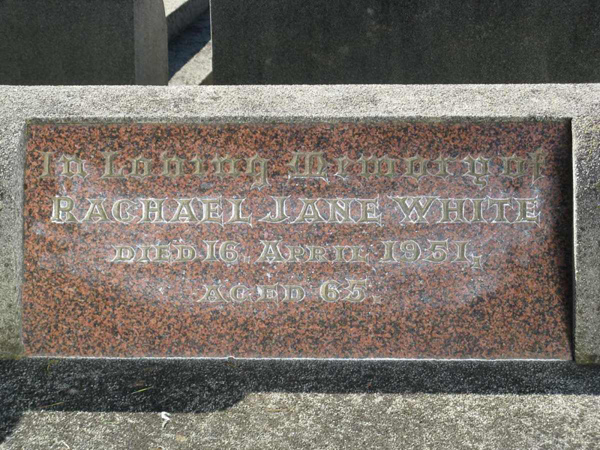 In Loving Memory of
RACHAEL JANE WHITE
DIED 16 APRIL 1951,
AGED 65.